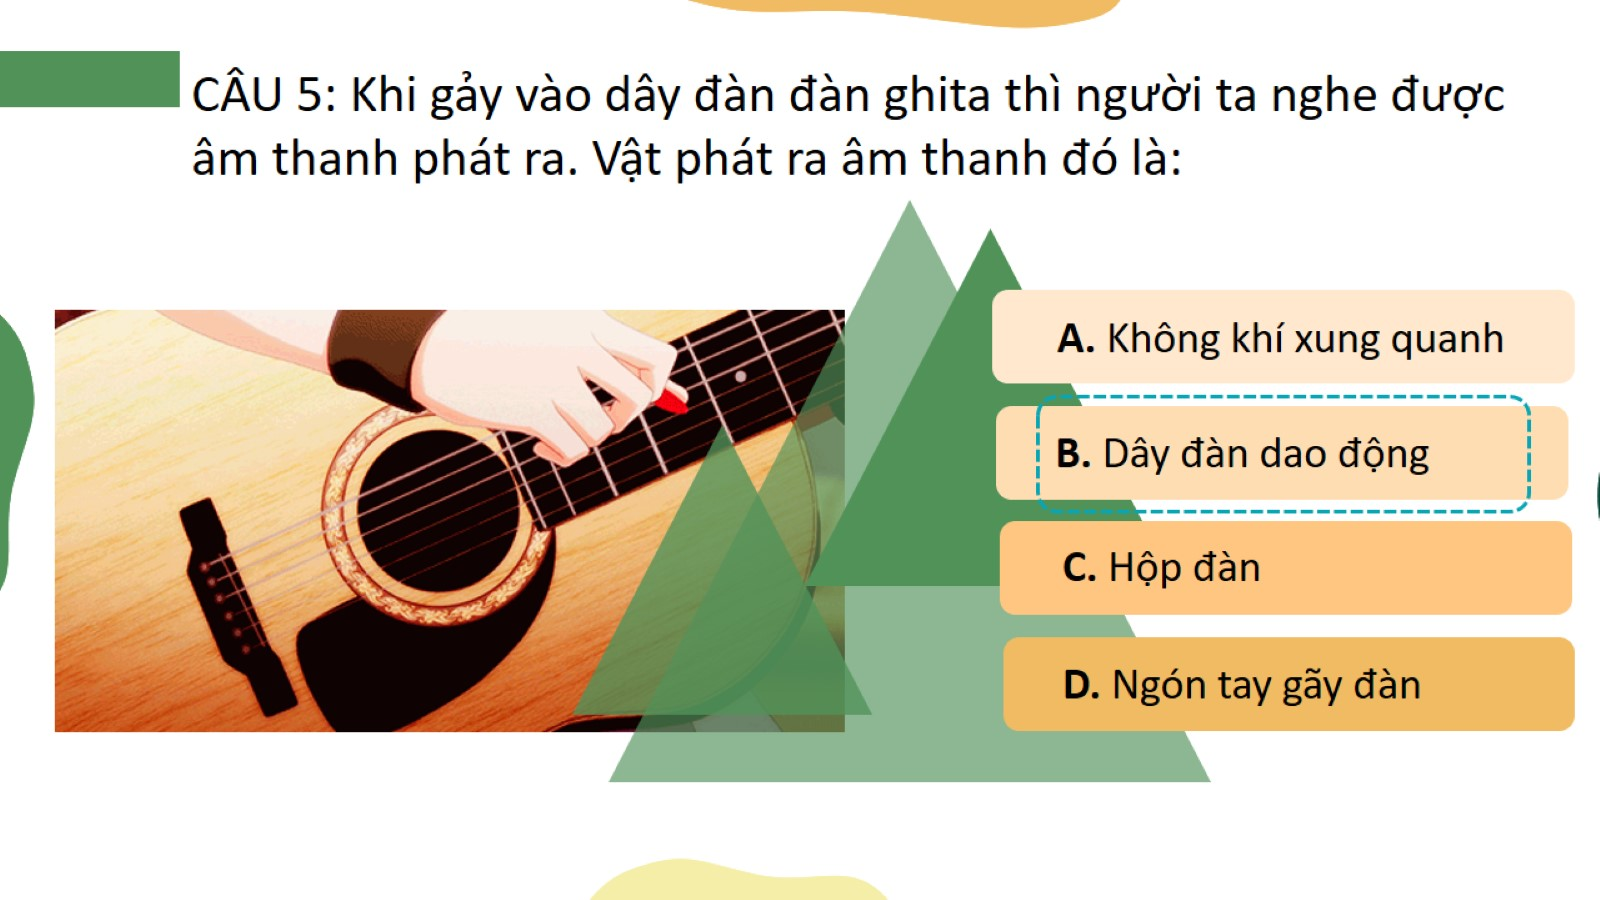 CÂU 5: Khi gảy vào dây đàn đàn ghita thì người ta nghe được
âm thanh phát ra. Vật phát ra âm thanh đó là:
A. Không khí xung quanh
B. Dây đàn dao động
C. Hộp đàn
D. Ngón tay gãy đàn